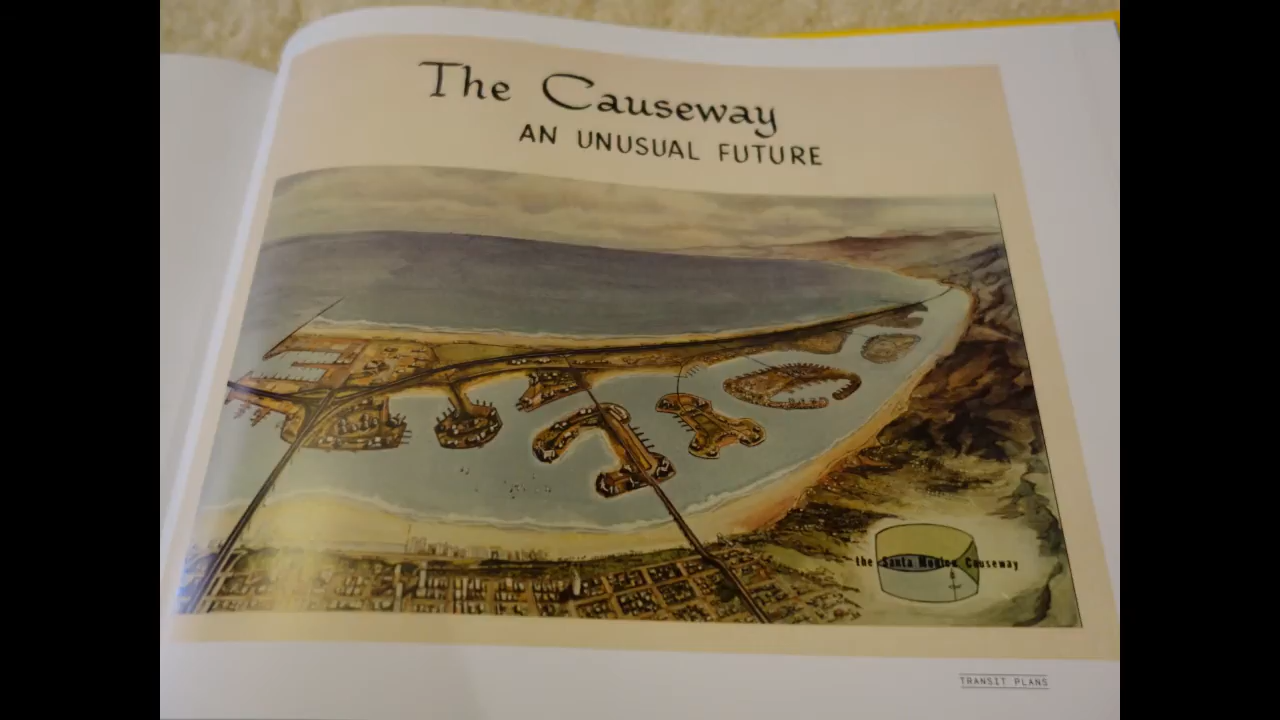 The Causeway
AN UNUSUAL FUTURE
the Santa Monica Causeway
TRANSIT PLANS